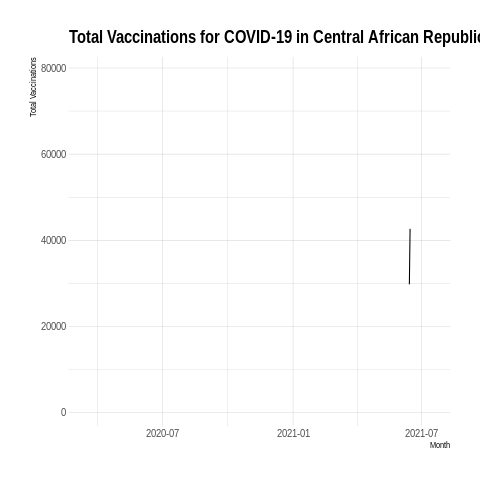 Total Vaccinations for COVID-19 in Central African Republic
Total Vaccinations
80000
60000
40000
20000
0
2020-07
2021-01
2021-07
Month